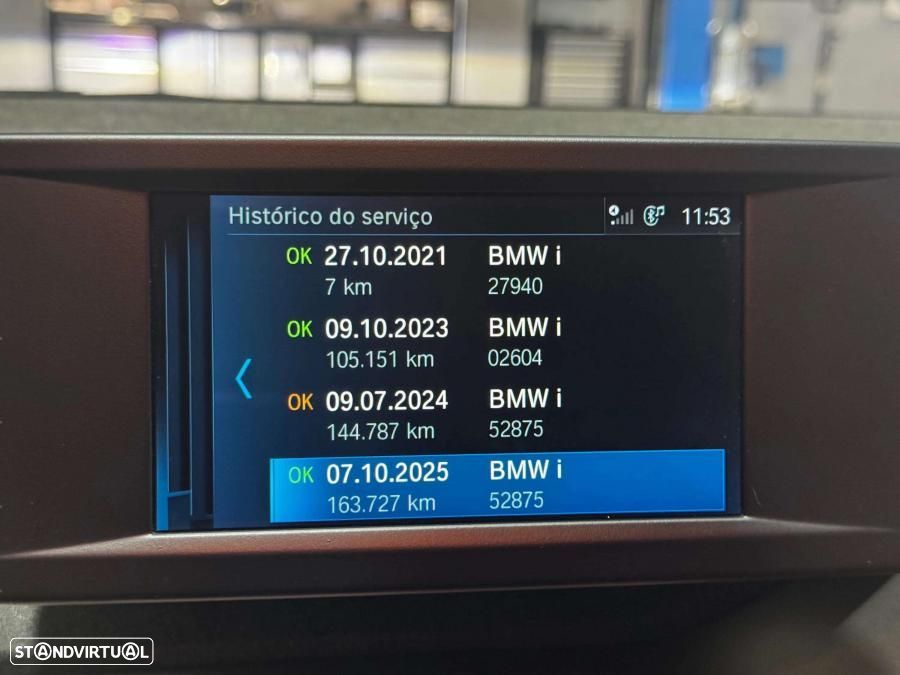 Histórico do serviço 11:53
OK 27.10.2021 BMW i
7 km 27940
OK 09.10.2023 BMW i
105.151 km 02604
OK 09.07.2024 BMW i
144.787 km 52875
OK 07.10.2025 BMW i
163.727 km 52875
STANDVIRTUAL